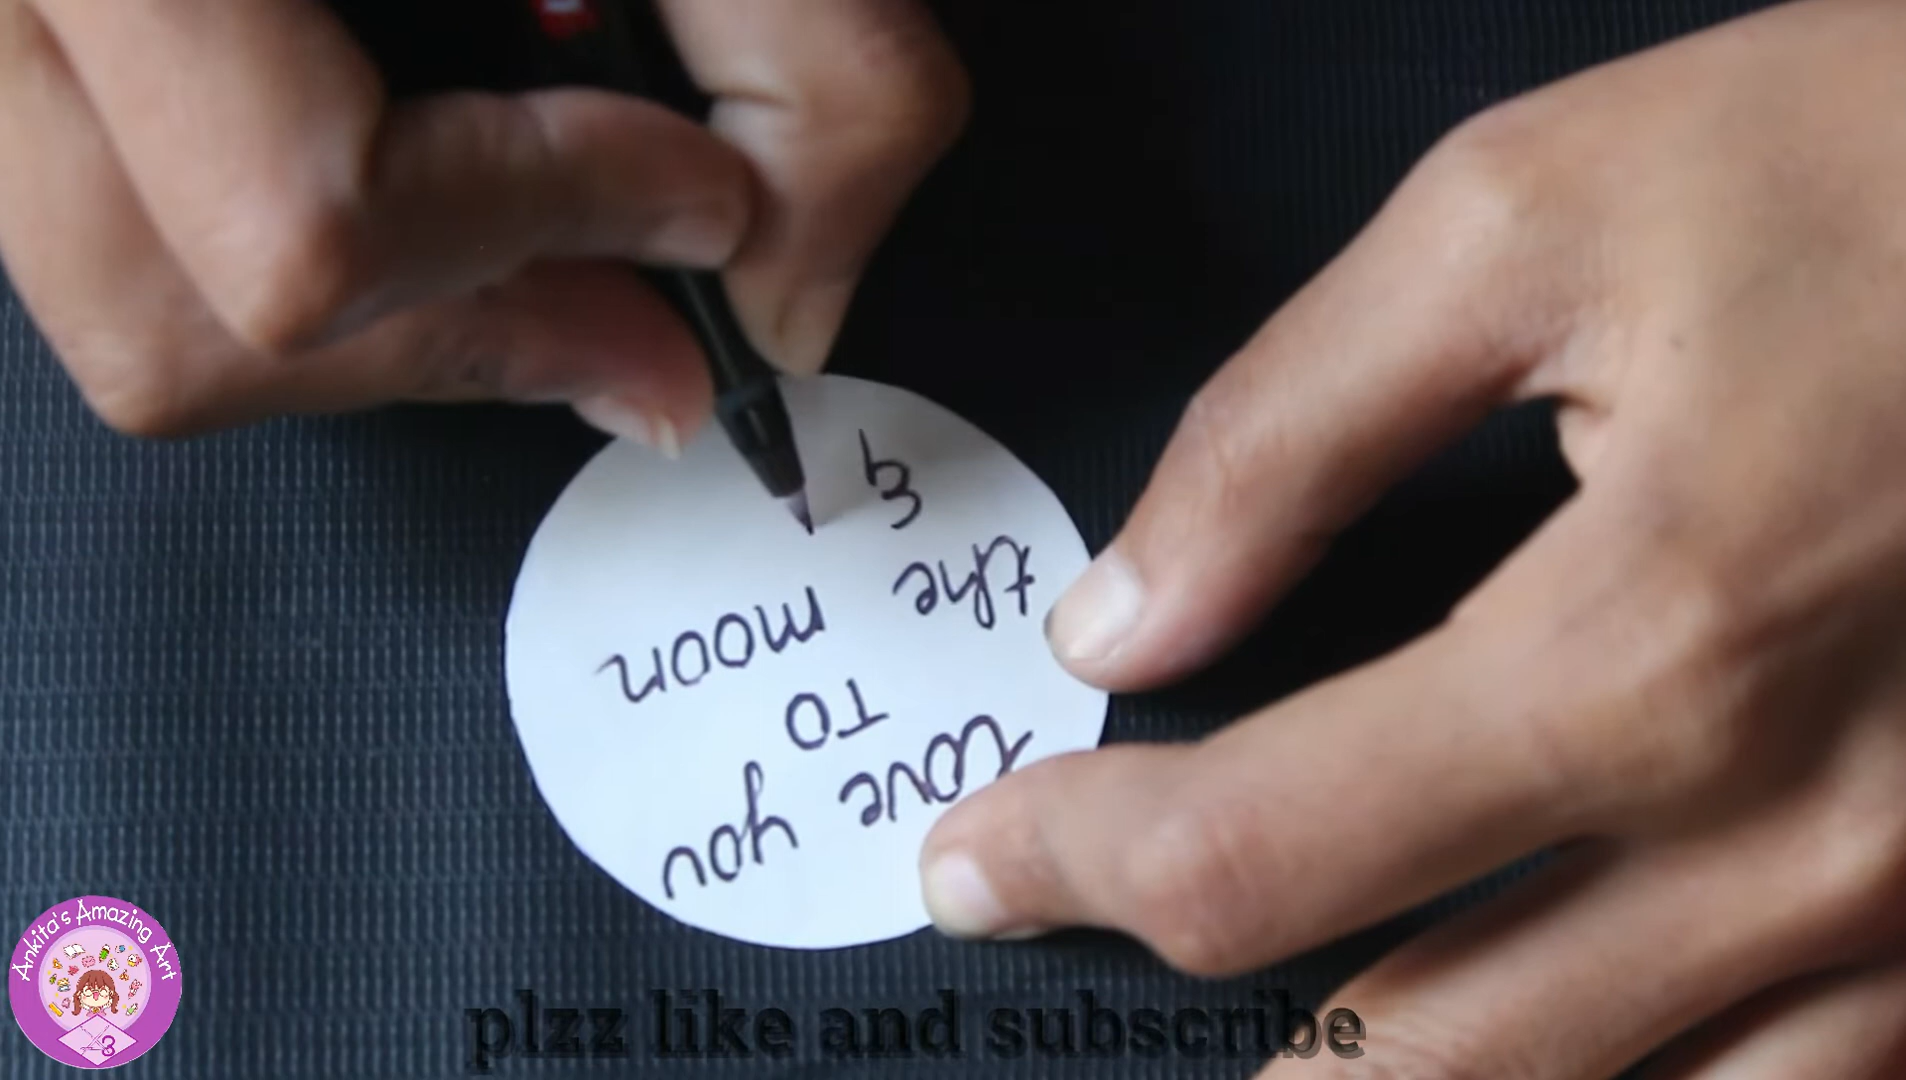 Love you
TO
the moon
&
plzz like and subscribe
Ankita's Amazing Art